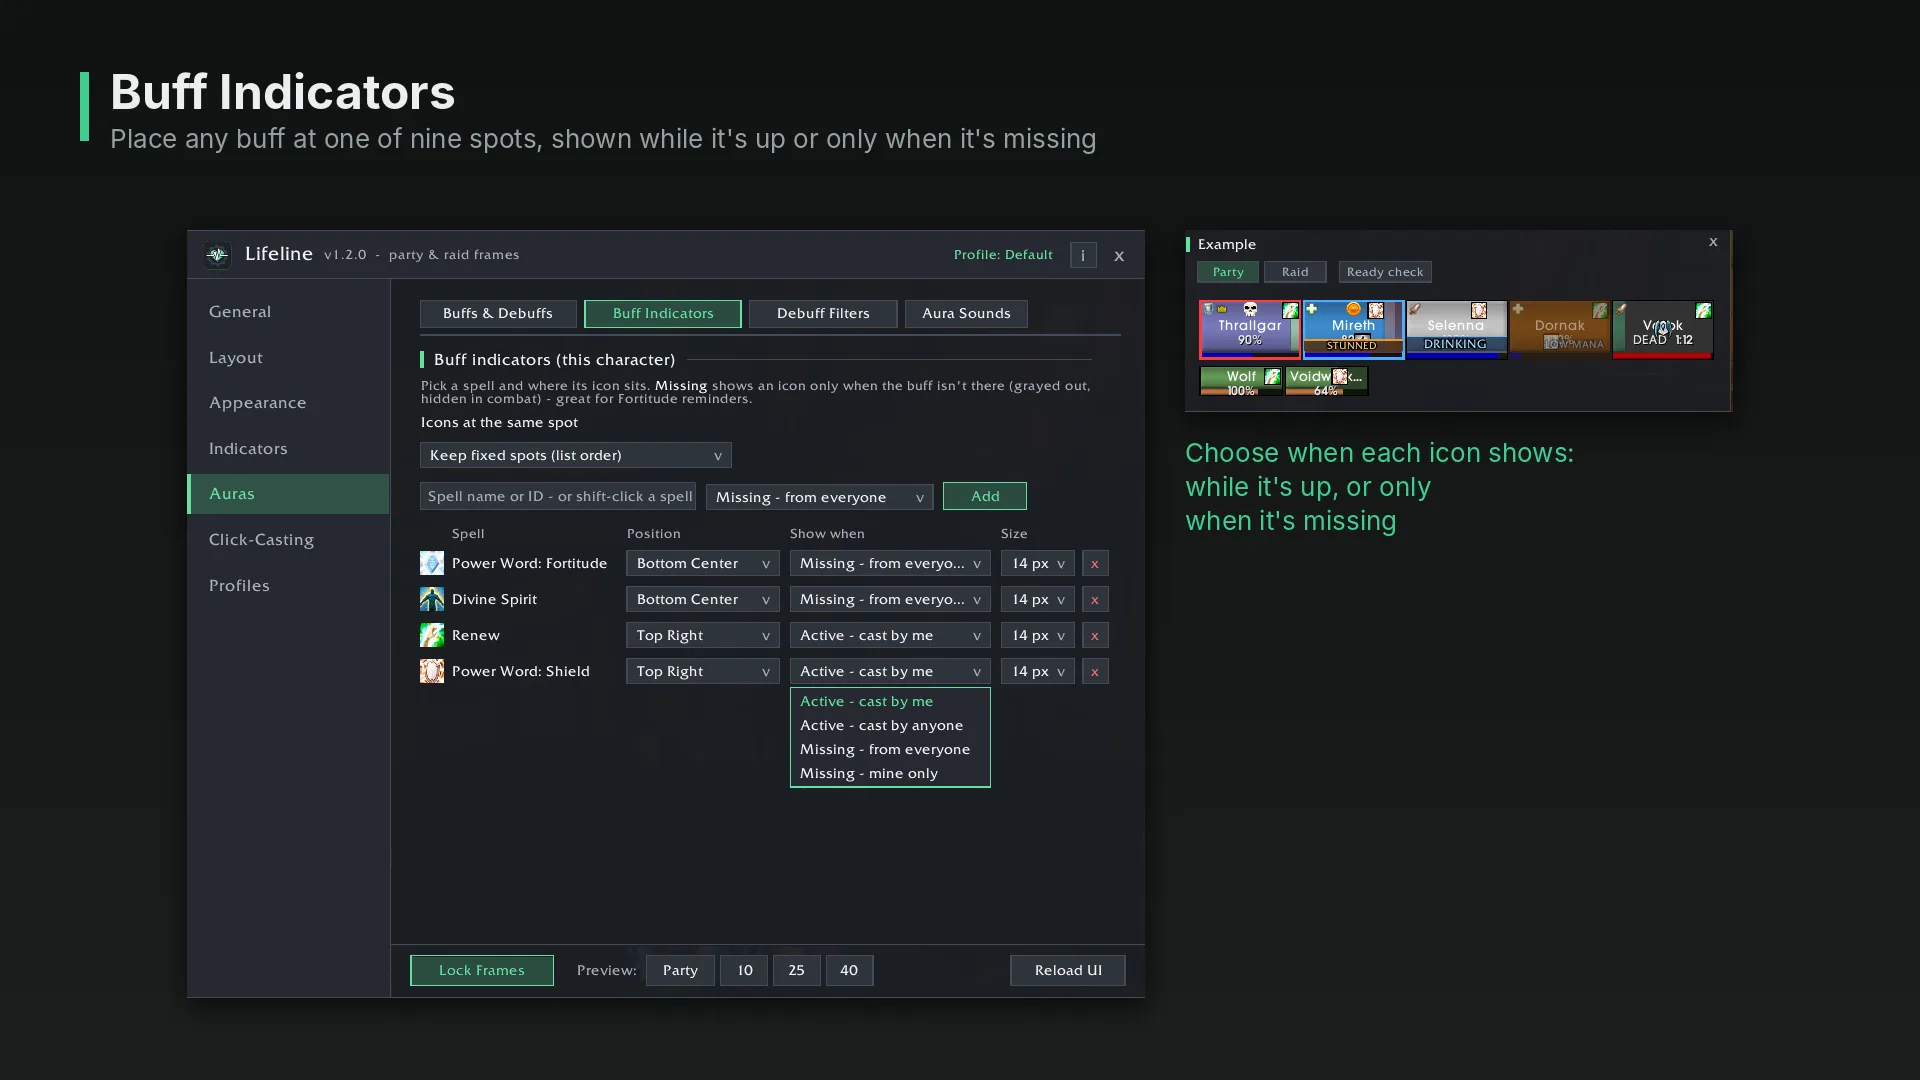 Buff Indicators
Place any buff at one of nine spots, shown while it's up or only when it's missing
Lifeline v1.2.0 - party & raid frames
Profile: Default
i
x
General
Layout
Appearance
Indicators
Auras
Click-Casting
Profiles
Buffs & Debuffs
Buff Indicators
Debuff Filters
Aura Sounds
Buff indicators (this character)
Pick a spell and where its icon sits. Missing shows an icon only when the buff isn't there (grayed out,
hidden in combat) - great for Fortitude reminders.
Icons at the same spot
Keep fixed spots (list order) v
Spell name or ID - or shift-click a spell
Missing - from everyone v
Add
Spell Position Show when Size
Power Word: Fortitude Bottom Center v Missing - from everyo... v 14 px v x
Divine Spirit Bottom Center v Missing - from everyo... v 14 px v x
Renew Top Right v Active - cast by me v 14 px v x
Power Word: Shield Top Right v Active - cast by me v 14 px v x
Active - cast by me
Active - cast by anyone
Missing - from everyone
Missing - mine only
Lock Frames
Preview:
Party
10
25
40
Reload UI
Example
x
Party
Raid
Ready check
Thrallgar
90%
Mireth
STUNNED
Selenna
DRINKING
Dornak
MANA
DEAD 1:12
Wolf
100%
64%
Choose when each icon shows:
while it's up, or only
when it's missing